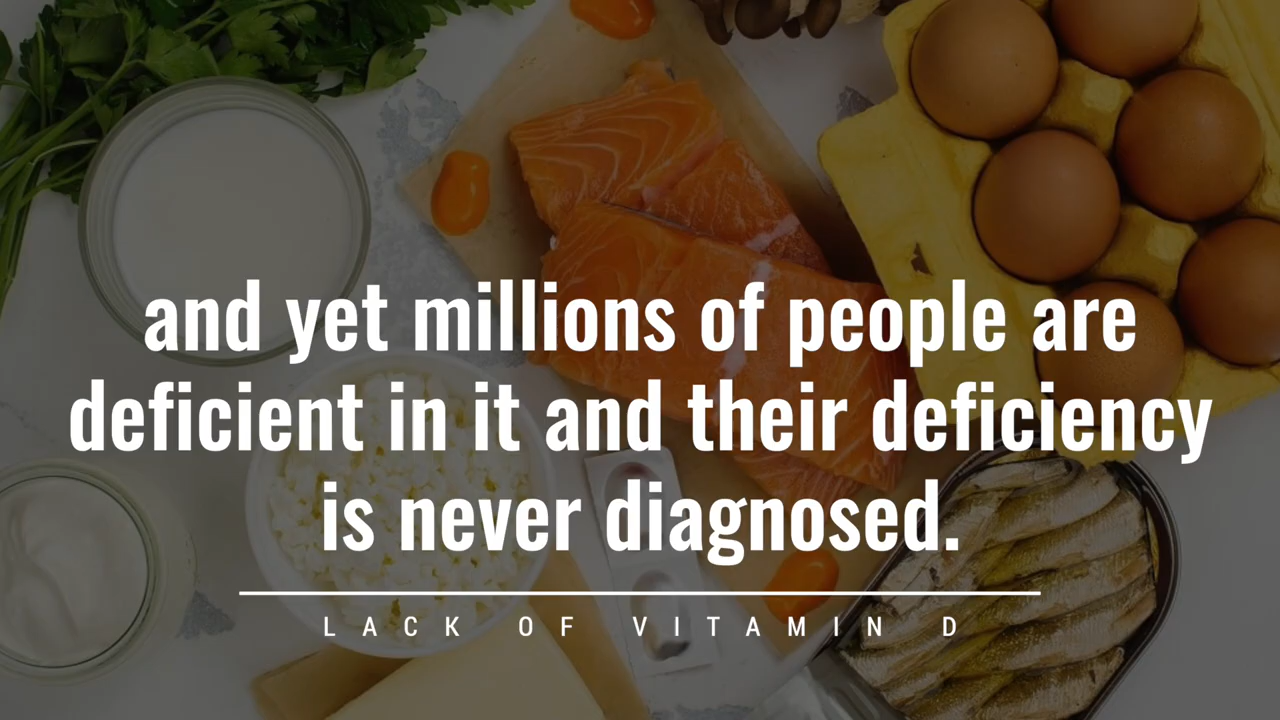 and yet millions of people are
deficient in it and their deficiency
is never diagnosed.
LACK OF VITAMIN D